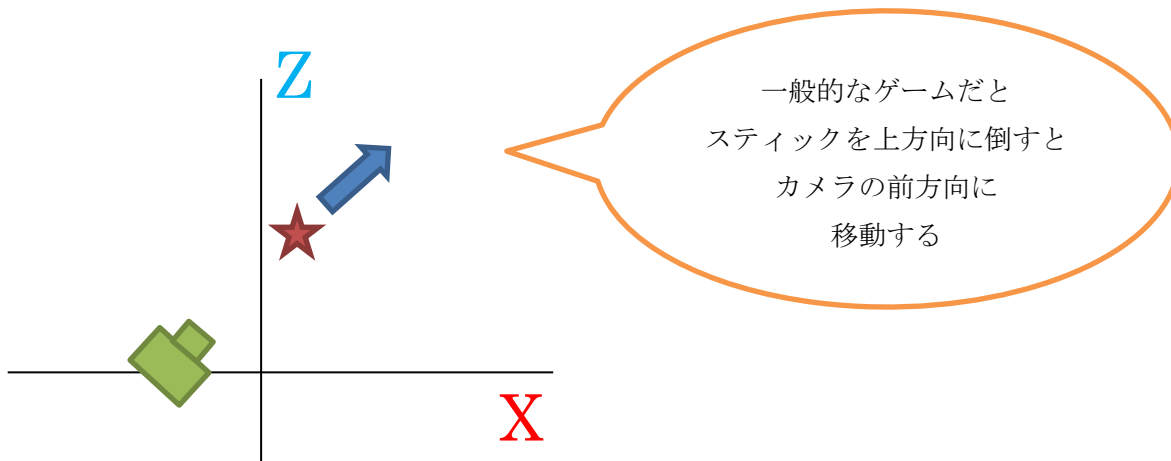 Z
一般的なゲームだと
スティックを上方向に倒すと
カメラの前方向に
移動する
X